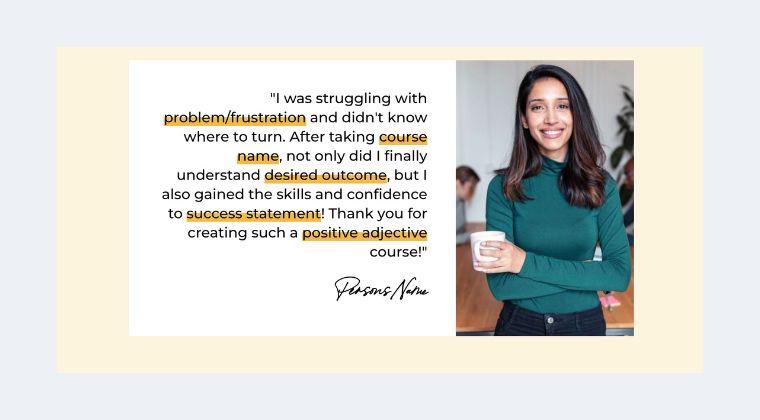 "I was struggling with
problem/frustration and didn't know
where to turn. After taking course
name, not only did I finally
understand desired outcome, but I
also gained the skills and confidence
to success statement! Thank you for
creating such a positive adjective
course!"
Persons Name